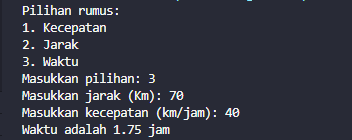 Pilihan rumus:
1. Kecepatan
2. Jarak
3. Waktu
Masukkan pilihan: 3
Masukkan jarak (Km): 70
Masukkan kecepatan (km/jam): 40
Waktu adalah 1.75 jam